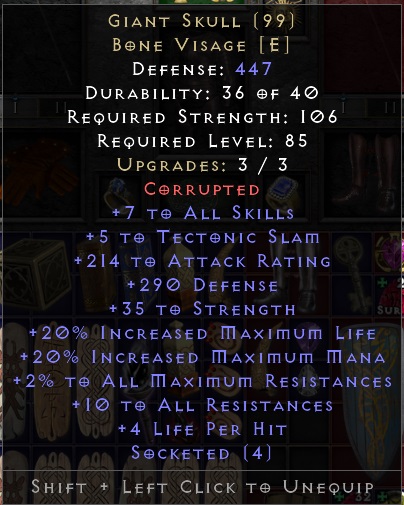 Giant Skull (99)
Bone Visage [E]
Defense: 447
Durability: 36 of 40
Required Strength: 106
Required Level: 85
Upgrades: 3 / 3
Corrupted
+7 to All Skills
+5 to Tectonic Slam
+214 to Attack Rating
+290 Defense
+35 to Strength
+20% Increased Maximum Life
+20% Increased Maximum Mana
+2% to All Maximum Resistances
+10 to All Resistances
+4 Life Per Hit
Socketed (4)
Shift + Left Click to Unequip